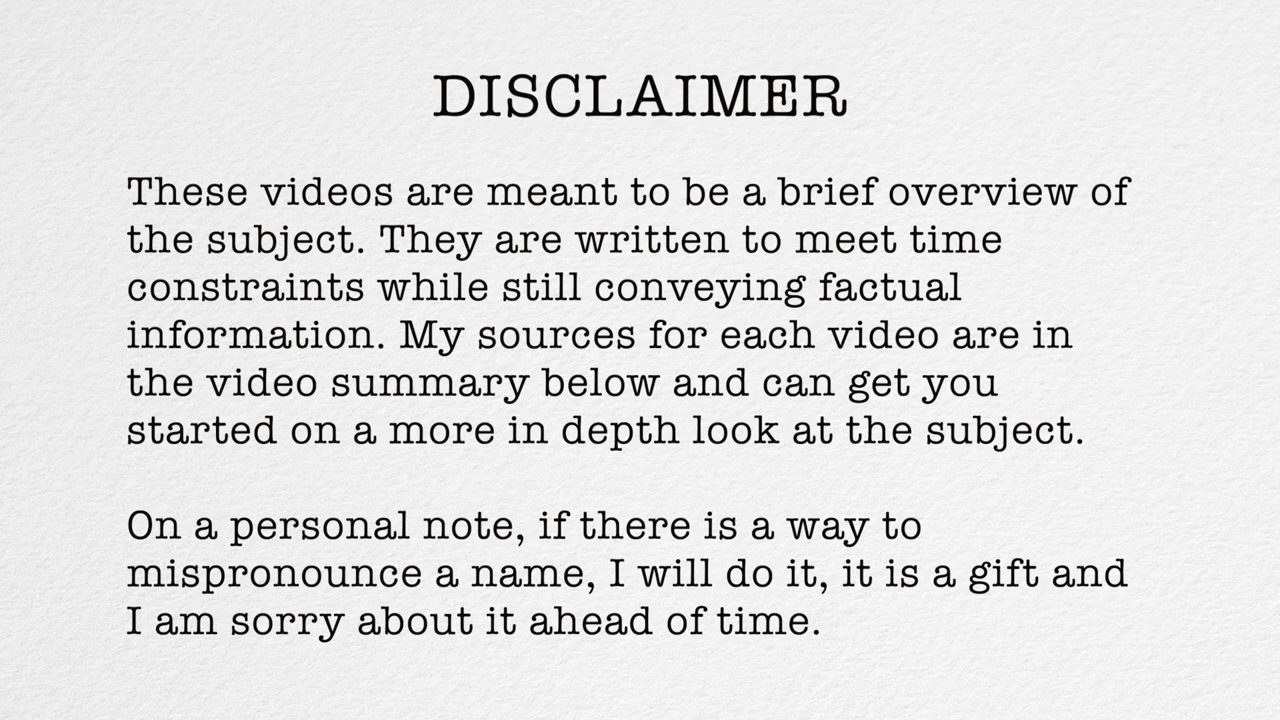 DISCLAIMER
These videos are meant to be a brief overview of
the subject. They are written to meet time
constraints while still conveying factual
information. My sources for each video are in
the video summary below and can get you
started on a more in depth look at the subject.
On a personal note, if there is a way to
mispronounce a name, I will do it, it is a gift and
I am sorry about it ahead of time.